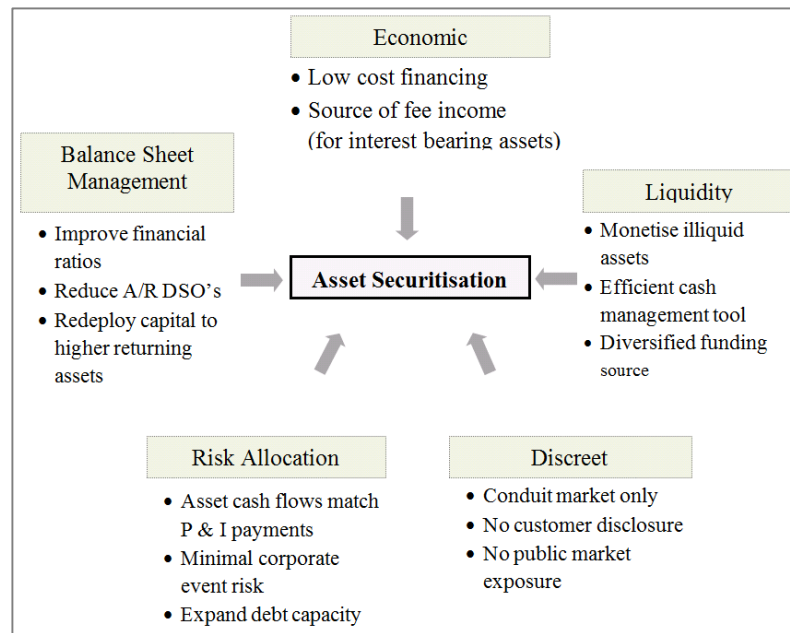 Economic
• Low cost financing
• Source of fee income
(for interest bearing assets)
Balance Sheet
Management
• Improve financial
ratios
• Reduce A/R DSO's
• Redeploy capital to
higher returning
assets
Asset Securitisation
Liquidity
• Monetise illiquid
assets
• Efficient cash
management tool
• Diversified funding
source
Risk Allocation
• Asset cash flows match
P & I payments
• Minimal corporate
event risk
• Expand debt capacity
Discreet
• Conduit market only
• No customer disclosure
• No public market
exposure